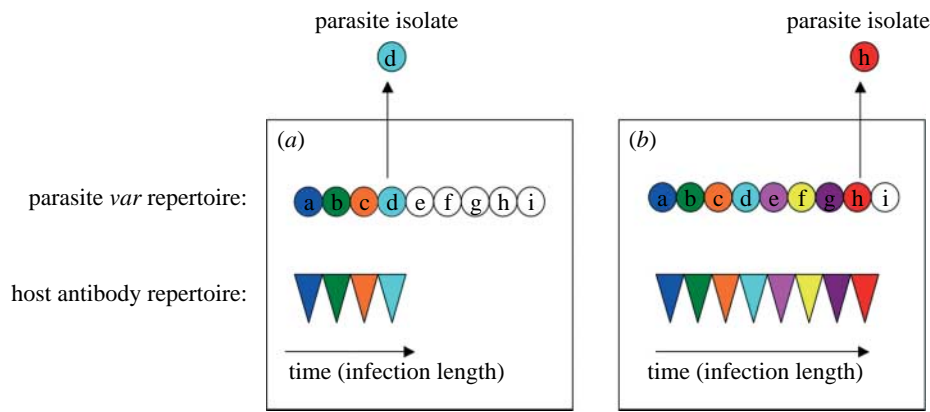 parasite isolate
parasite isolate
d
h
(a)
(b)
parasite var repertoire:
a b c d e f g h i
a b c d e f g h i
host antibody repertoire:
time (infection length)
time (infection length)